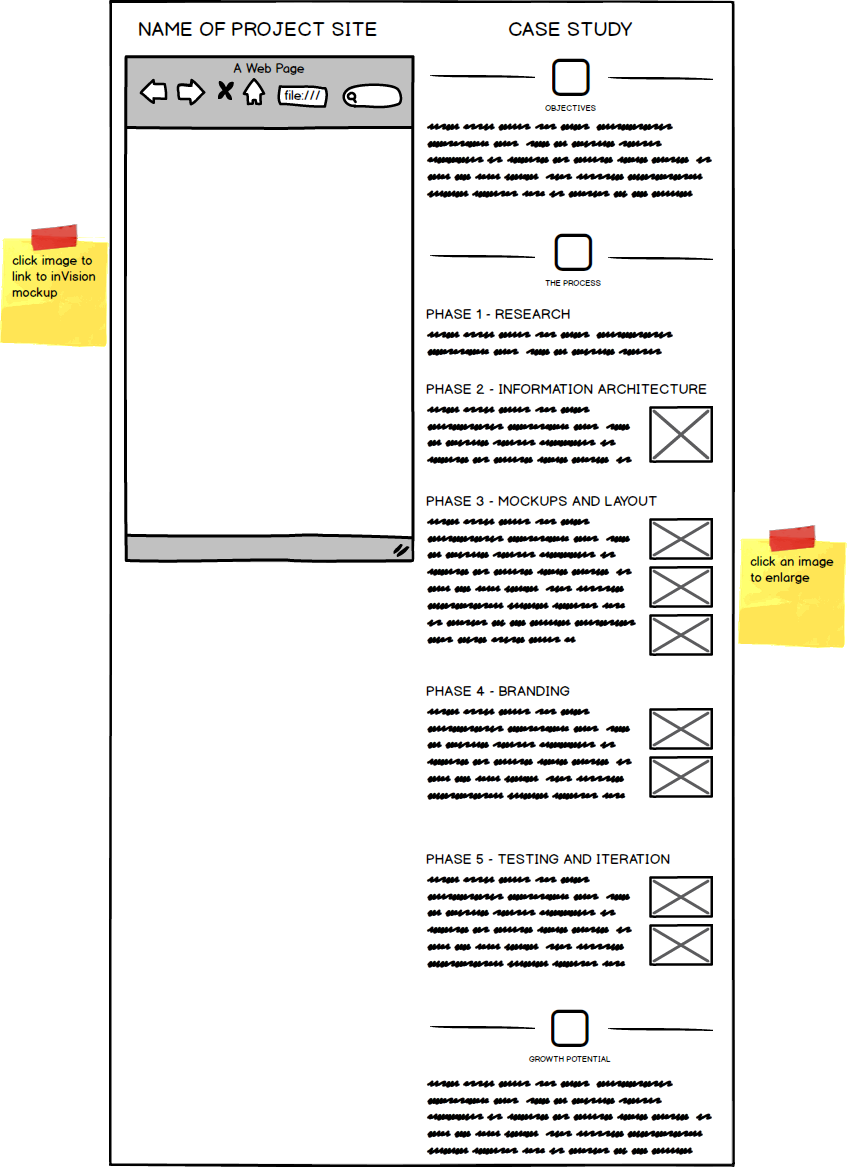 NAME OF PROJECT SITE
A Web Page
file:///
click image to
link to inVision
mockup
CASE STUDY
OBJECTIVES
THE PROCESS
PHASE 1 - RESEARCH
PHASE 2 - INFORMATION ARCHITECTURE
PHASE 3 - MOCKUPS AND LAYOUT
click an image
to enlarge
PHASE 4 - BRANDING
PHASE 5 - TESTING AND ITERATION
GROWTH POTENTIAL